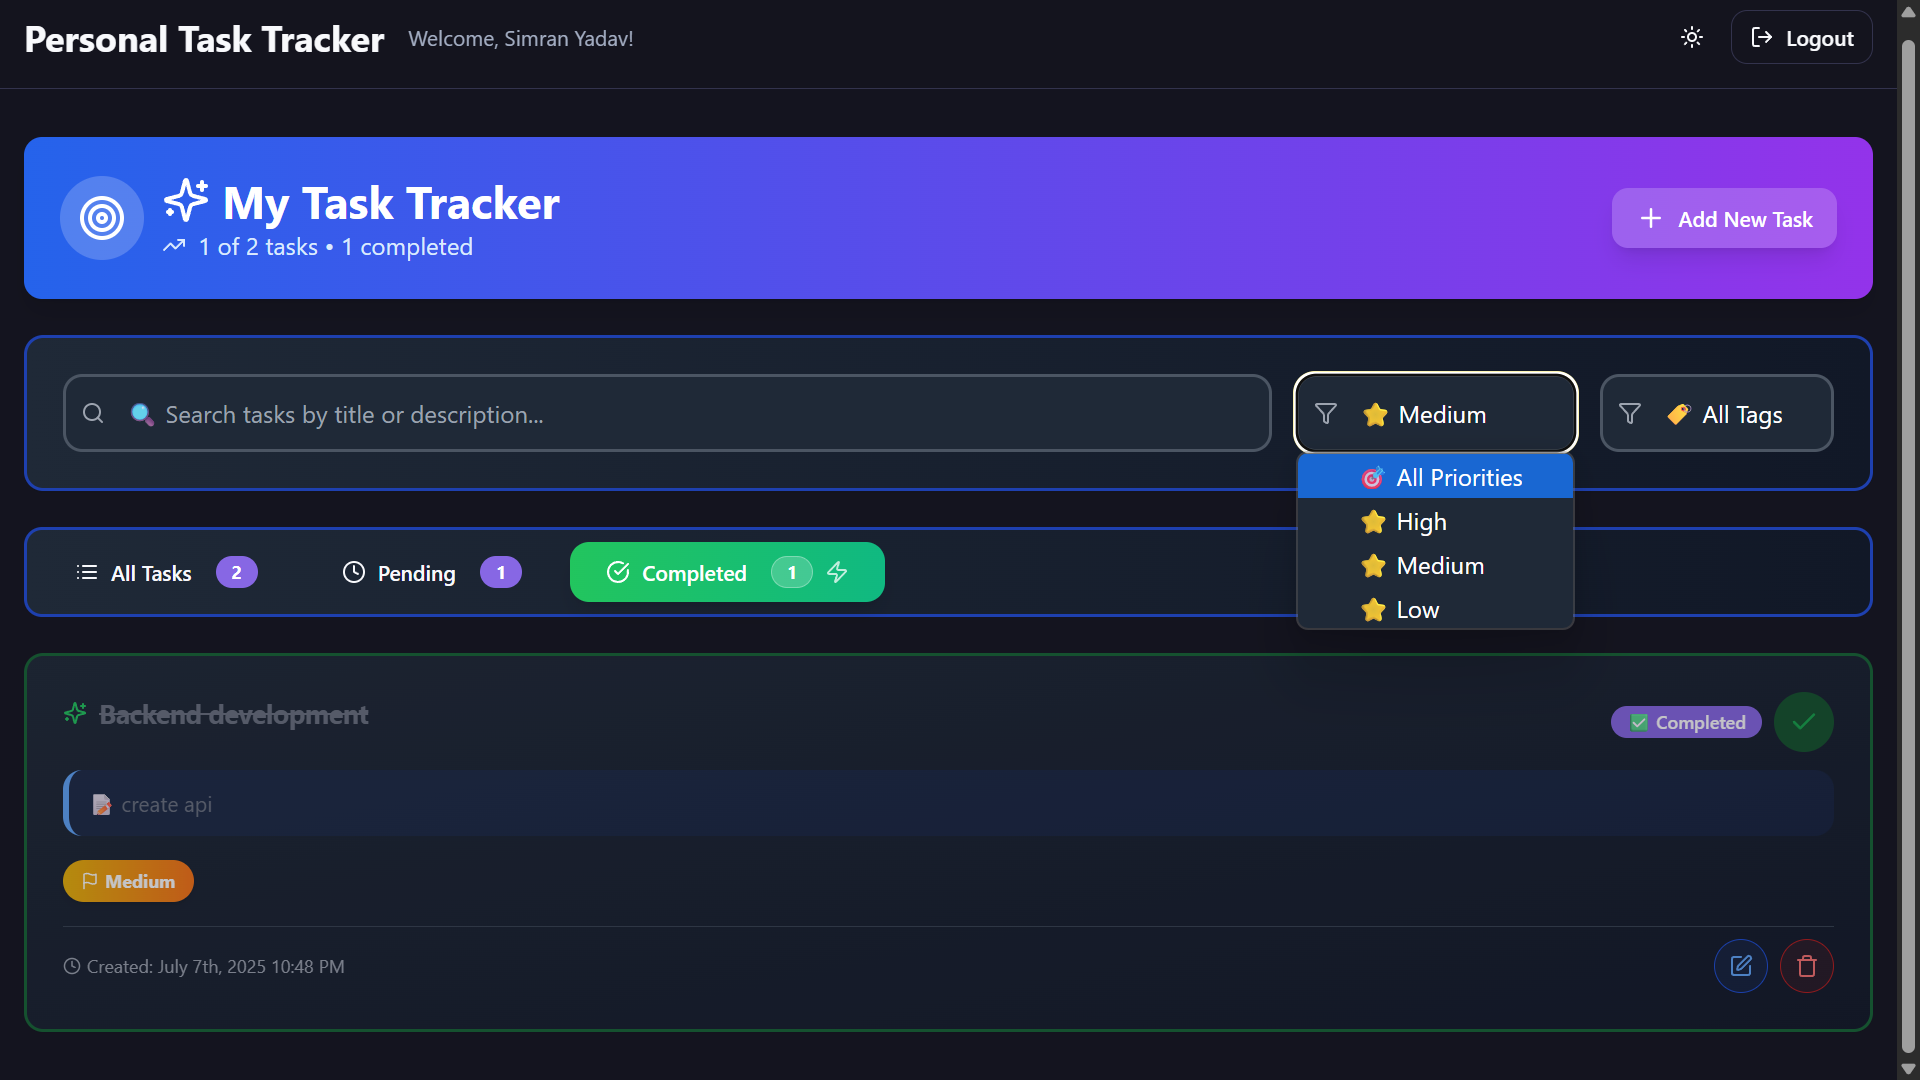 Personal Task Tracker Welcome, Simran Yadav! Logout
My Task Tracker
1 of 2 tasks • 1 completed
Add New Task
Search tasks by title or description... Medium All Tags
All Priorities
High
Medium
Low
All Tasks 2 Pending 1 Completed 1
Backend development
Completed
create api
Medium
Created: July 7th, 2025 10:48 PM